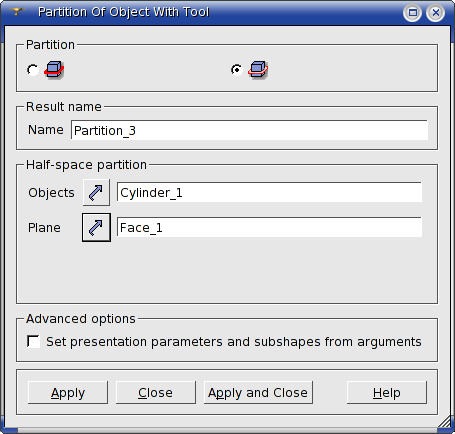 Partition Of Object With Tool
Partition
Result name
Name Partition_3
Half-space partition
Objects Cylinder_1
Plane Face_1
Advanced options
Set presentation parameters and subshapes from arguments
Apply Close Apply and Close Help